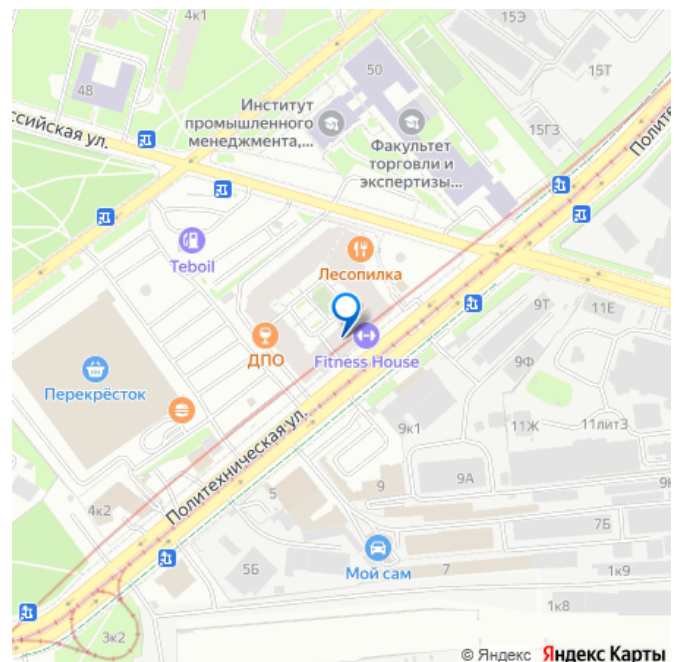 4к1
15Э
50
15Т
48
Институт
промышленного
менеджмента,...
Факультет
торговли и
экспертизы...
15Г3
Полите
ссийская ул.
Teboil
Лесопилка
9Т
11Е
ДПО
Fitness House
9Ф
Перекрёсток
Политехническая ул.
9к1
11Ж
11лит3
9А
9
5
4к2
7Б
5Б
Мой сам
7
1к9
1к8
3к2
© Яндекс Яндекс Карты